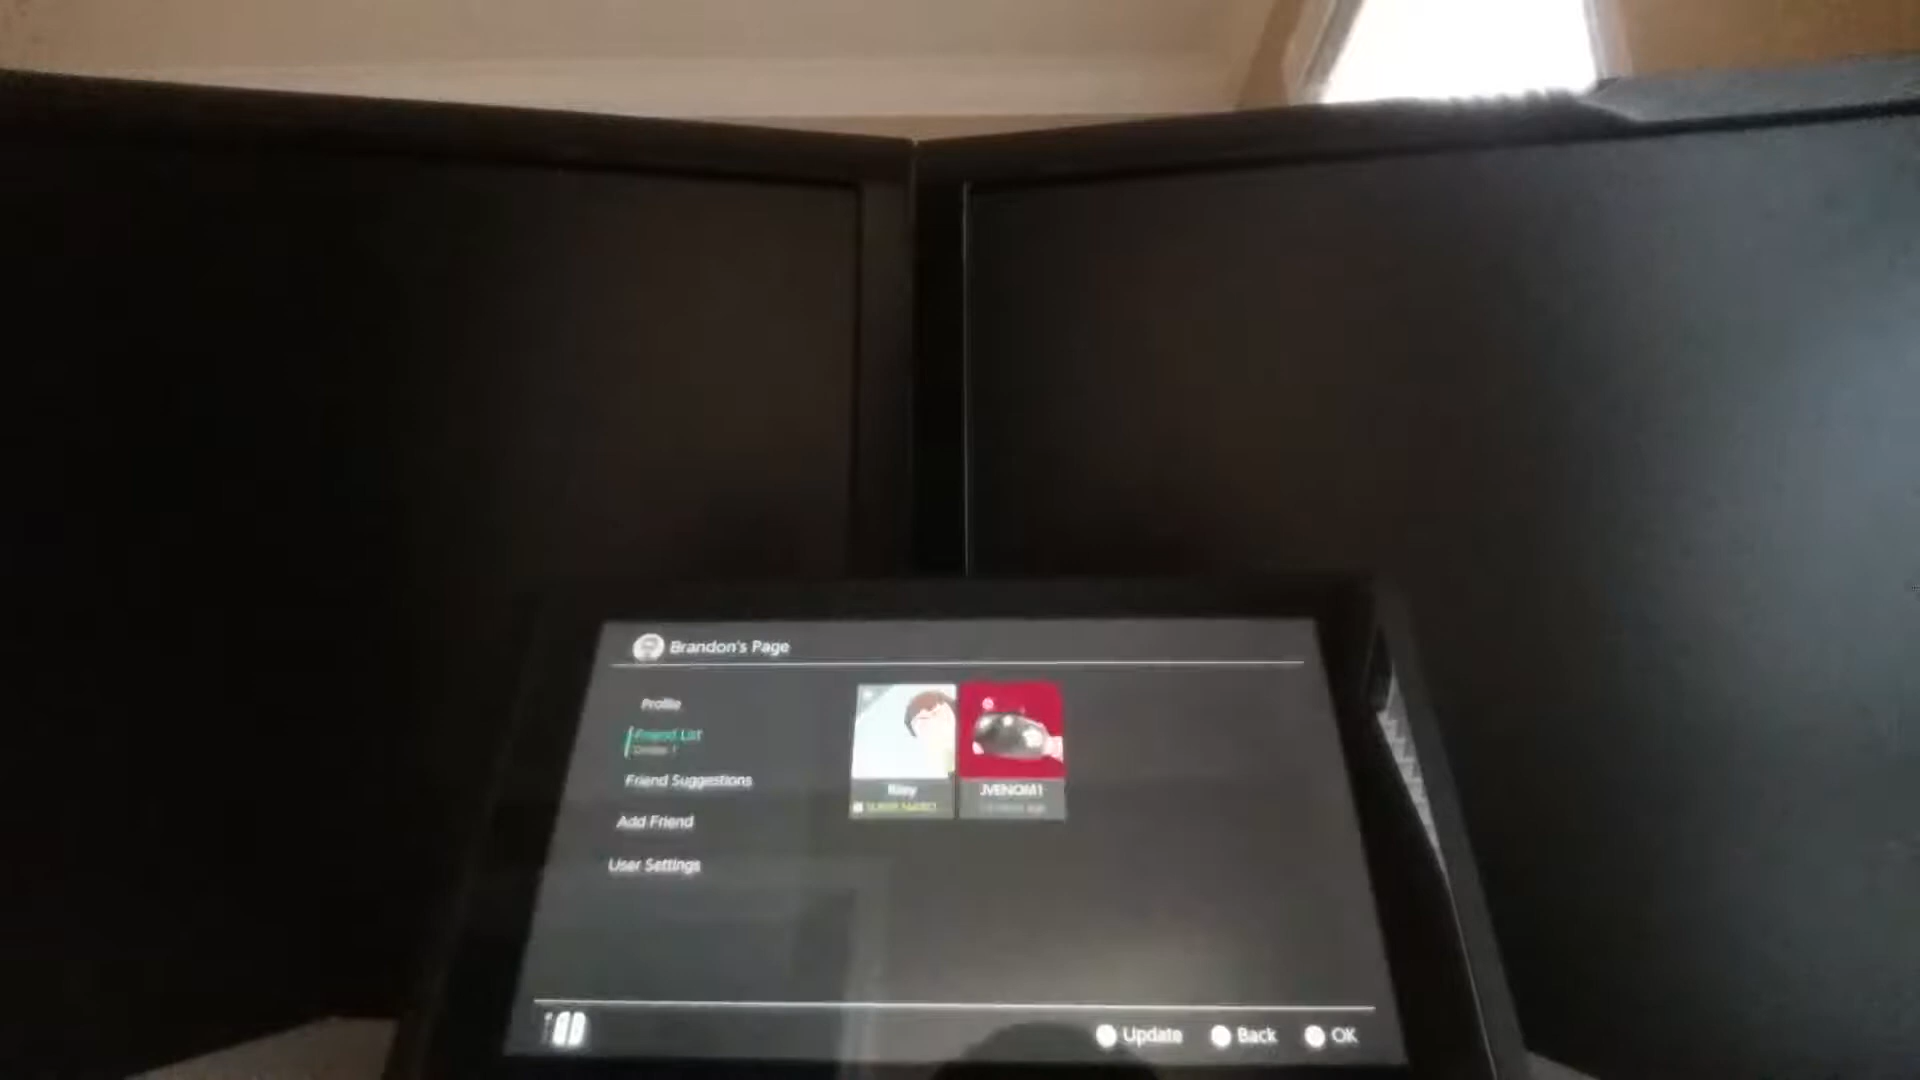 Brandon's Page
Profile
Friend List
Friend Suggestions
Add Friend
User Settings
JVENOM1
Update
Back
OK